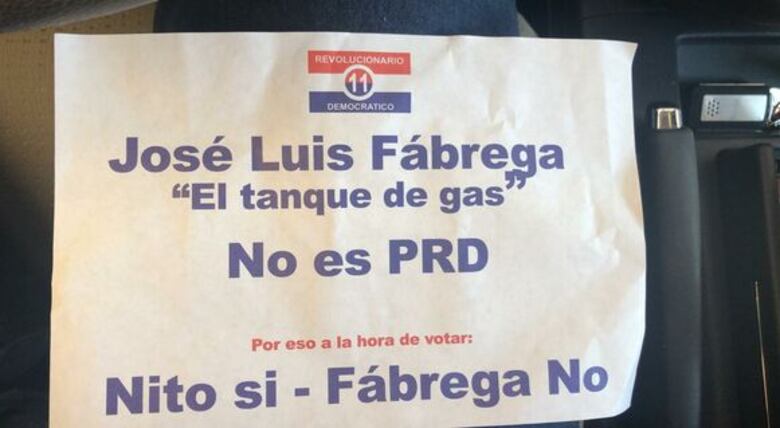 REVOLUCIONARIO
11
DEMOCRATICO
José Luis Fábrega
“El tanque de gas”
No es PRD
Por eso a la hora de votar:
Nito si - Fábrega No